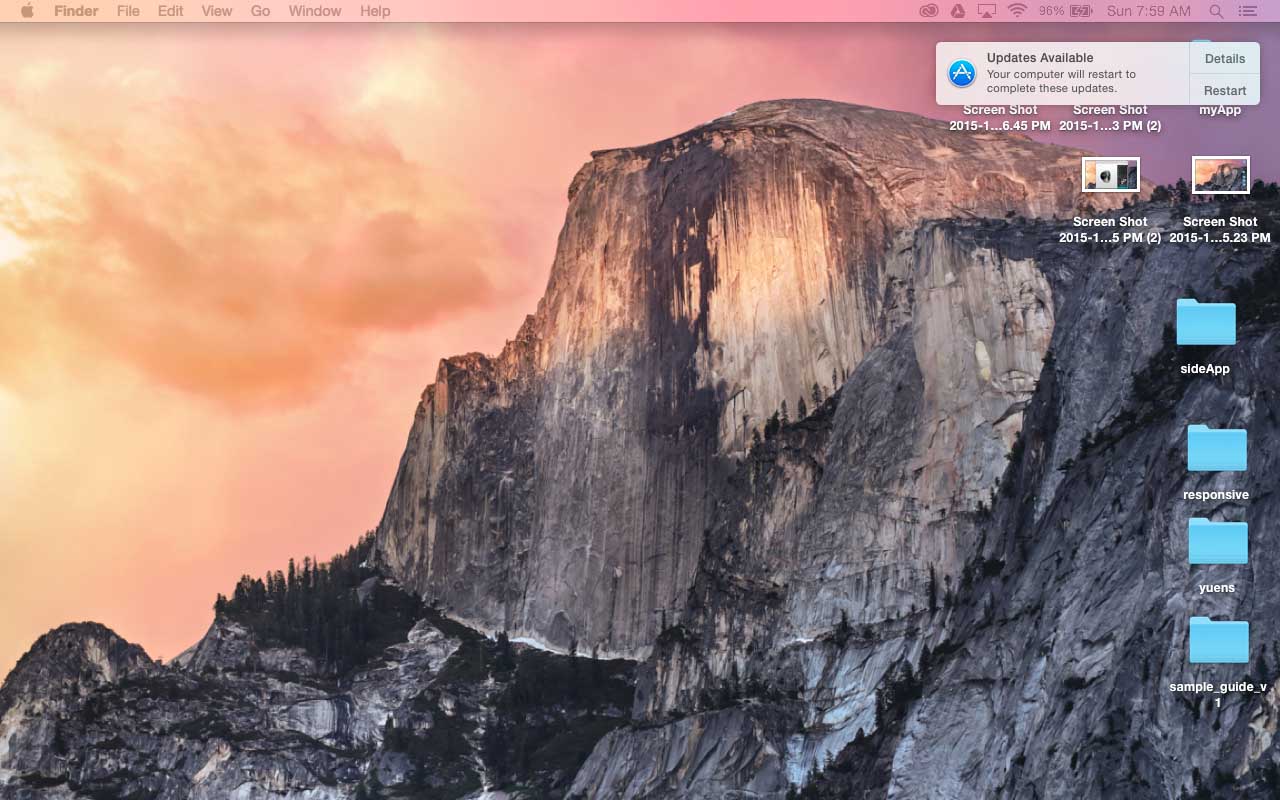 Finder File Edit View Go Window Help 96% Sun 7:59 AM
Updates Available
Your computer will restart to
complete these updates.
Details
Restart
Screen Shot
2015-1...6.45 PM
Screen Shot
2015-1...3 PM (2)
myApp
Screen Shot
2015-1...5 PM (2)
Screen Shot
2015-1...5.23 PM
sideApp
responsive
yuens
sample_guide_v
1